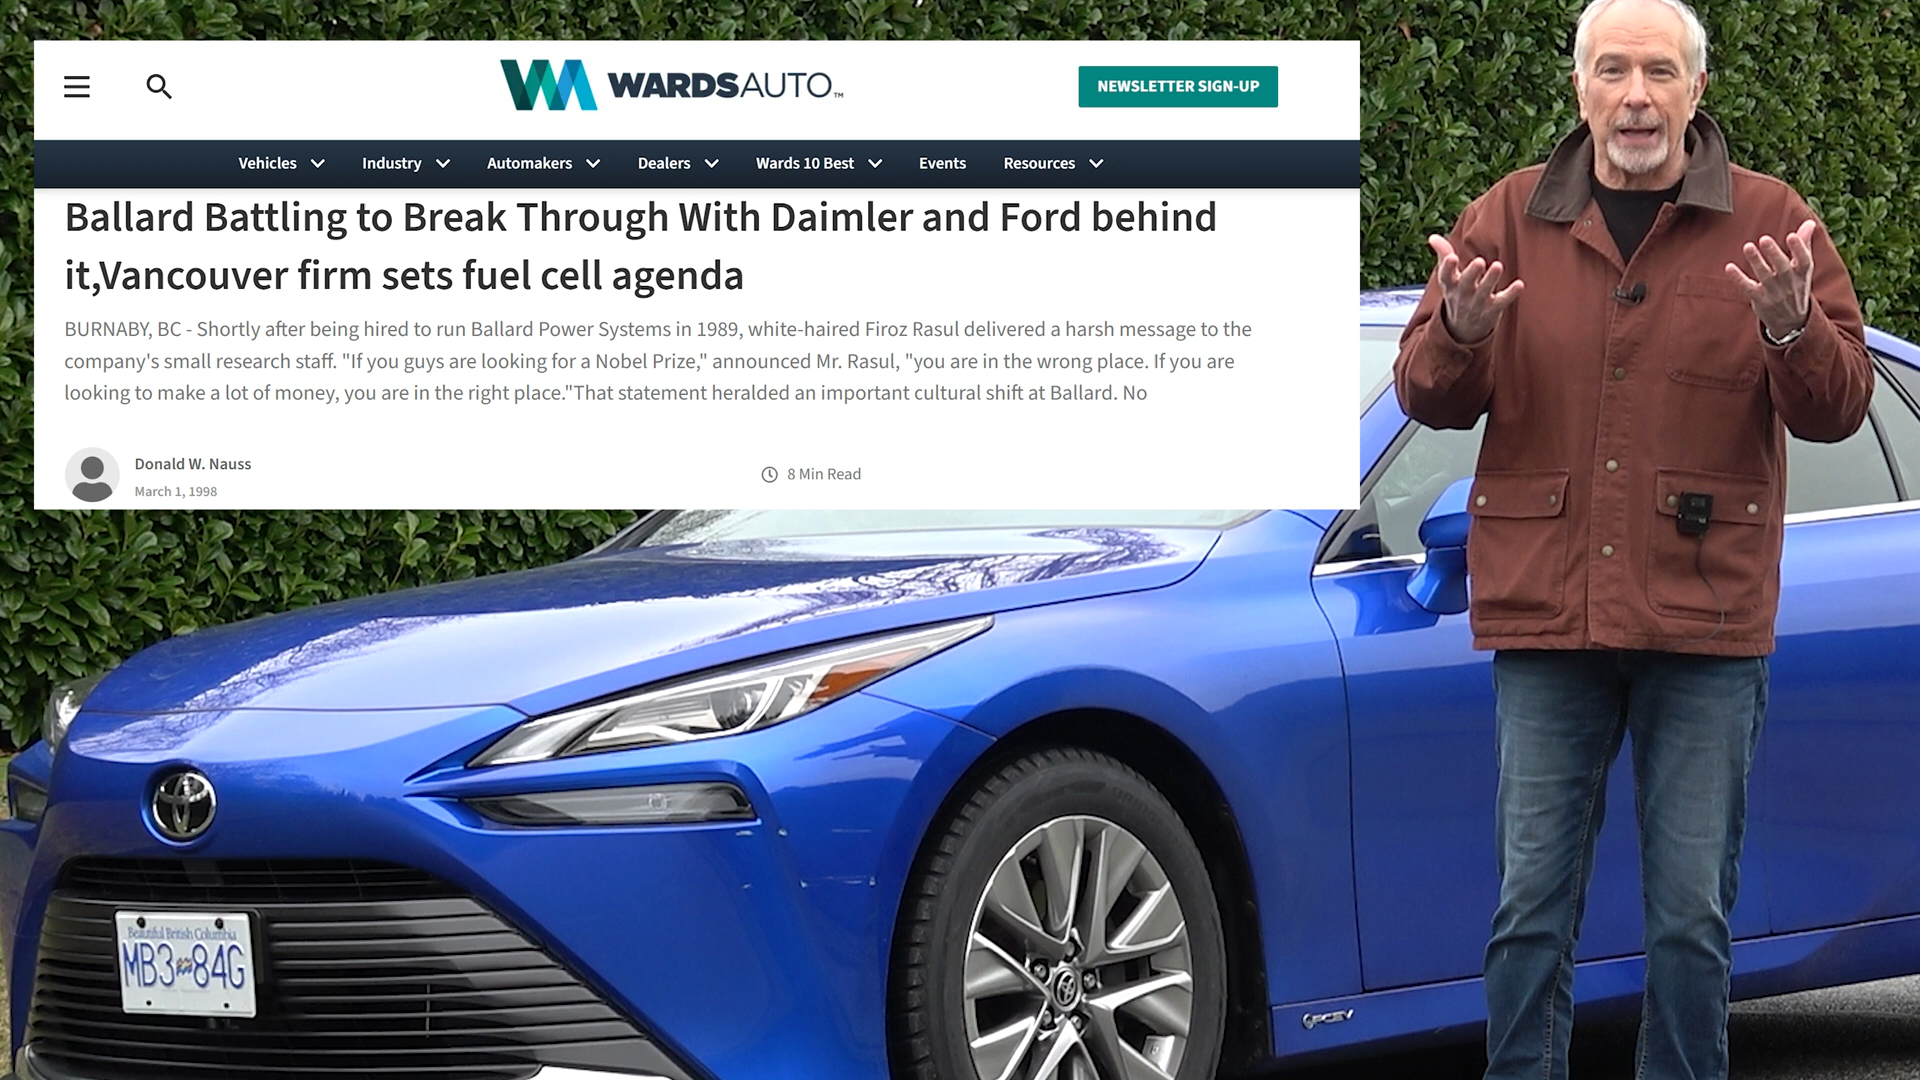 WARDSAUTO™
NEWSLETTER SIGN-UP
Vehicles Industry Automakers Dealers Wards 10 Best Events Resources
Ballard Battling to Break Through With Daimler and Ford behind
it,Vancouver firm sets fuel cell agenda
BURNABY, BC - Shortly after being hired to run Ballard Power Systems in 1989, white-haired Firoz Rasul delivered a harsh message to the
company's small research staff. "If you guys are looking for a Nobel Prize," announced Mr. Rasul, "you are in the wrong place. If you are
looking to make a lot of money, you are in the right place."That statement heralded an important cultural shift at Ballard. No
Donald W. Nauss
March 1, 1998
8 Min Read
Beautiful British Columbia
MB3 84G
FCEV